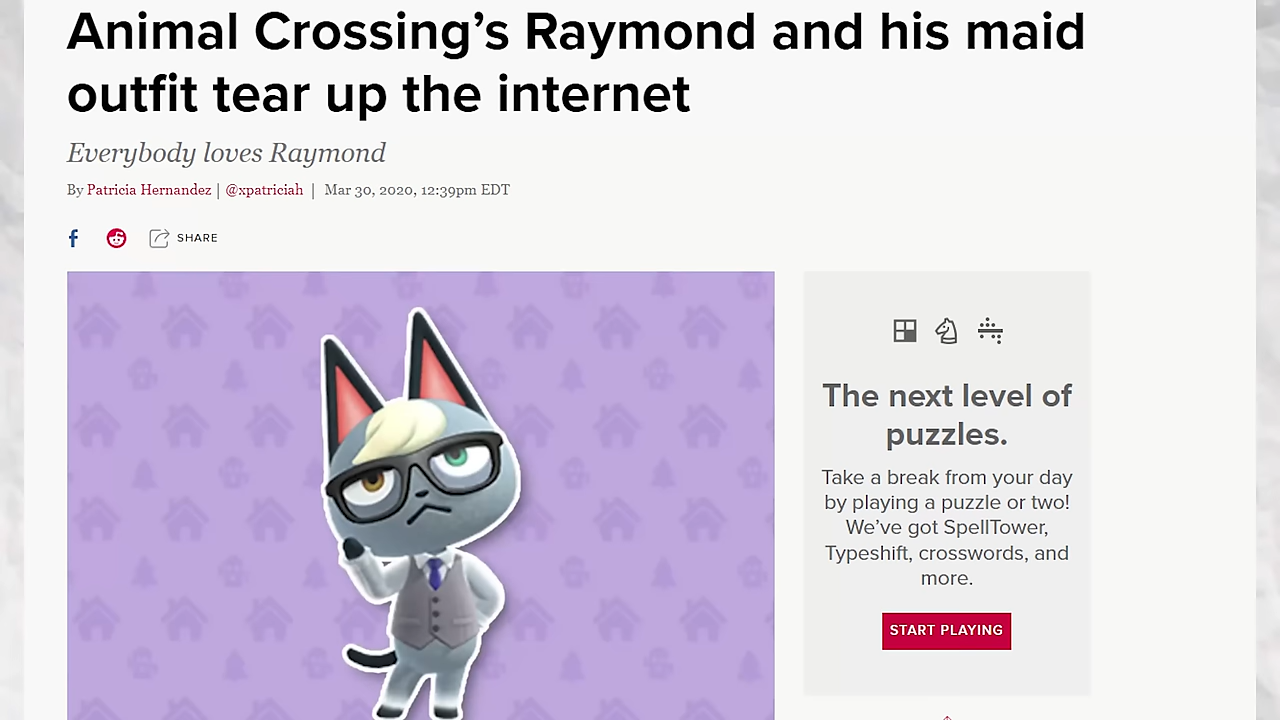 Animal Crossing’s Raymond and his maid
outfit tear up the internet
Everybody loves Raymond
By Patricia Hernandez | @xpatriciah | Mar 30, 2020, 12:39pm EDT
SHARE
The next level of
puzzles.
Take a break from your day
by playing a puzzle or two!
We’ve got SpellTower,
Typeshift, crosswords, and
more.
START PLAYING